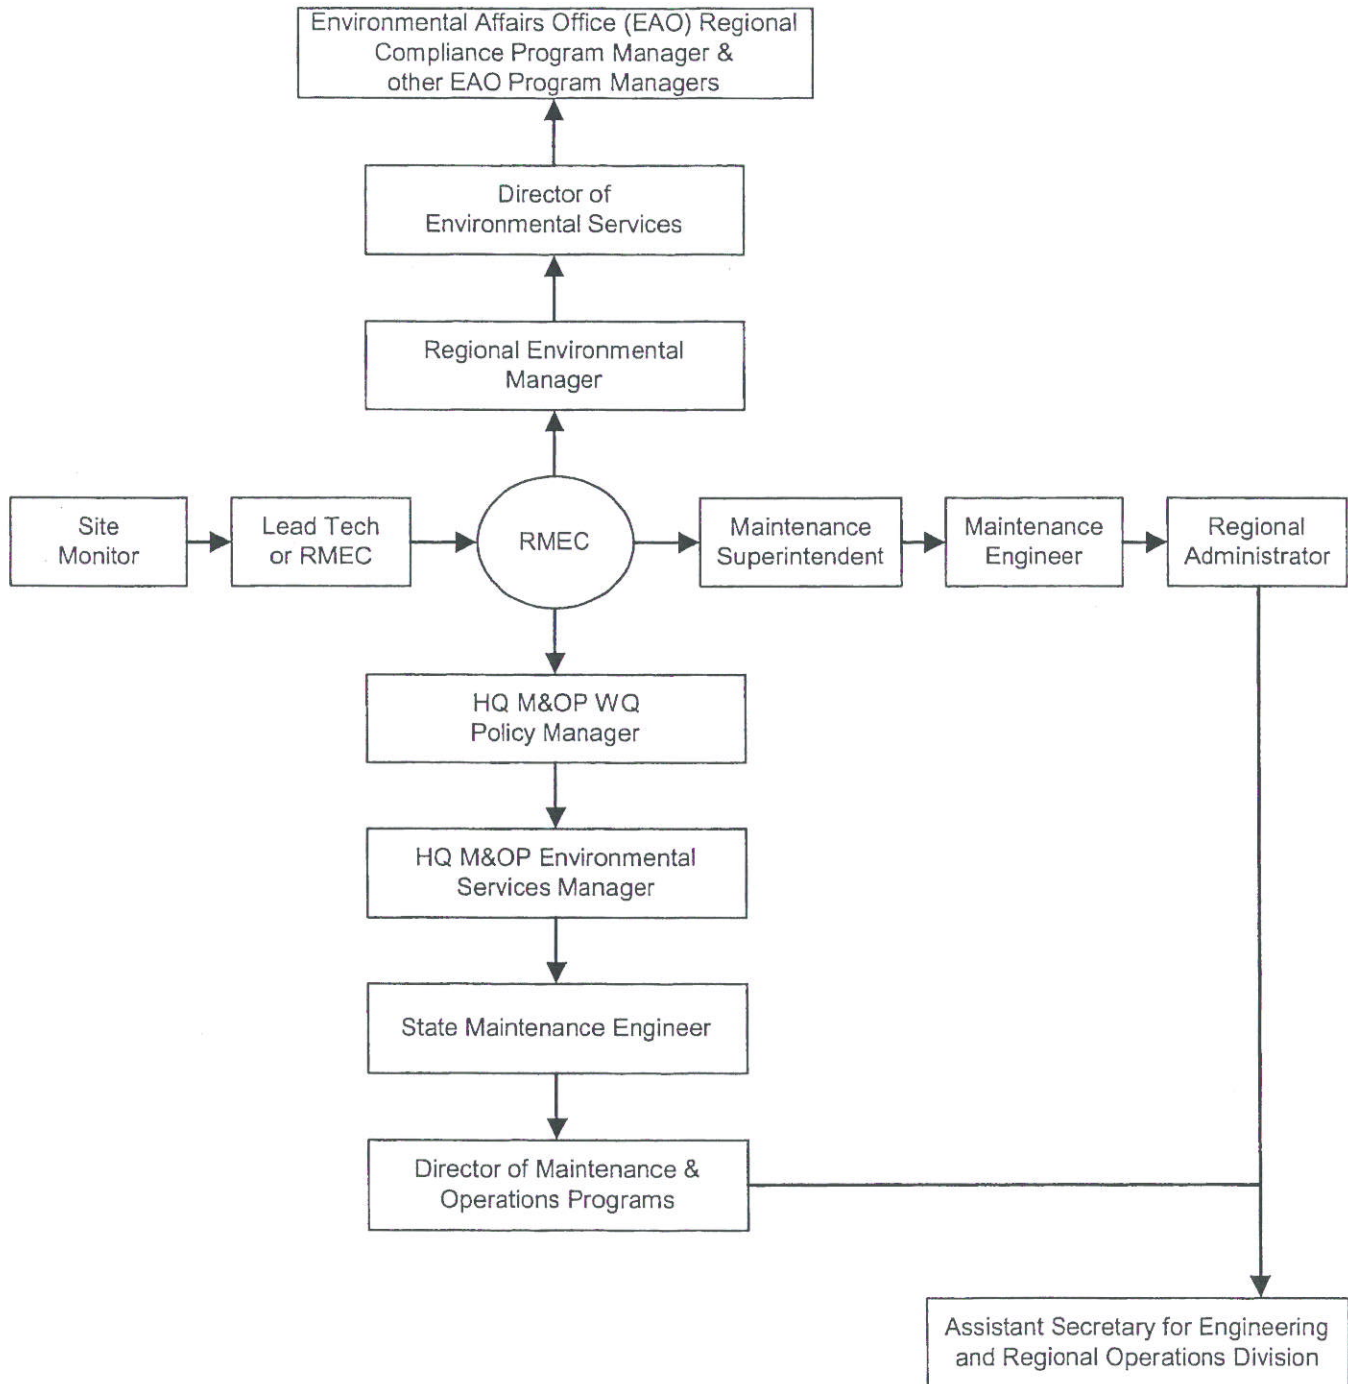 Environmental Affairs Office (EAO) Regional
Compliance Program Manager &
other EAO Program Managers
Director of
Environmental Services
Regional Environmental
Manager
Site
Monitor
Lead Tech
or RMEC
RMEC
Maintenance
Superintendent
Maintenance
Engineer
Regional
Administrator
HQ M&OP WQ
Policy Manager
HQ M&OP Environmental
Services Manager
State Maintenance Engineer
Director of Maintenance &
Operations Programs
Assistant Secretary for Engineering
and Regional Operations Division